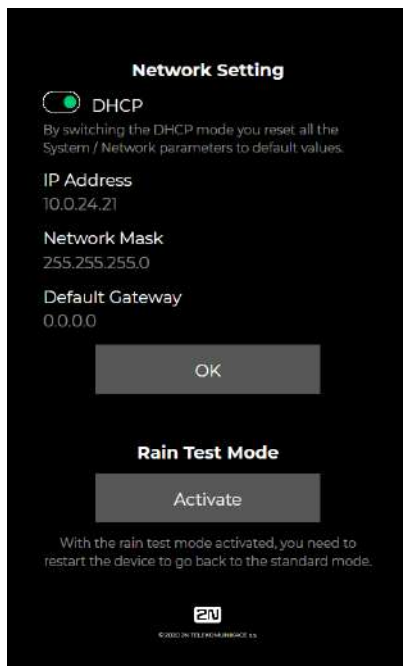 Network Setting
DHCP
By switching the DHCP mode you reset all the
System / Network parameters to default values.
IP Address
10.0.24.21
Network Mask
255.255.255.0
Default Gateway
0.0.0.0
OK
Rain Test Mode
Activate
With the rain test mode activated, you need to
restart the device to go back to the standard mode.
2N
©2020 2N TELEKOMUNIKACE a.s.